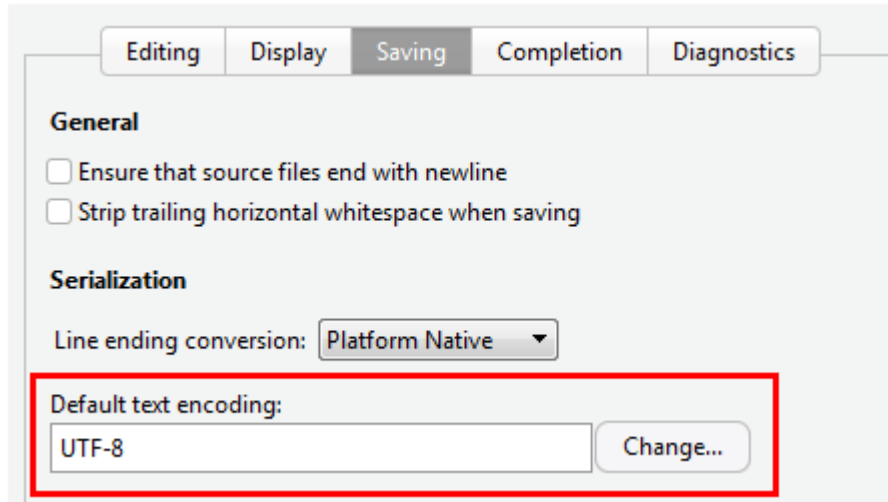 Editing Display Saving Completion Diagnostics
General
Ensure that source files end with newline
Strip trailing horizontal whitespace when saving
Serialization
Line ending conversion: Platform Native
Default text encoding:
UTF-8 Change...